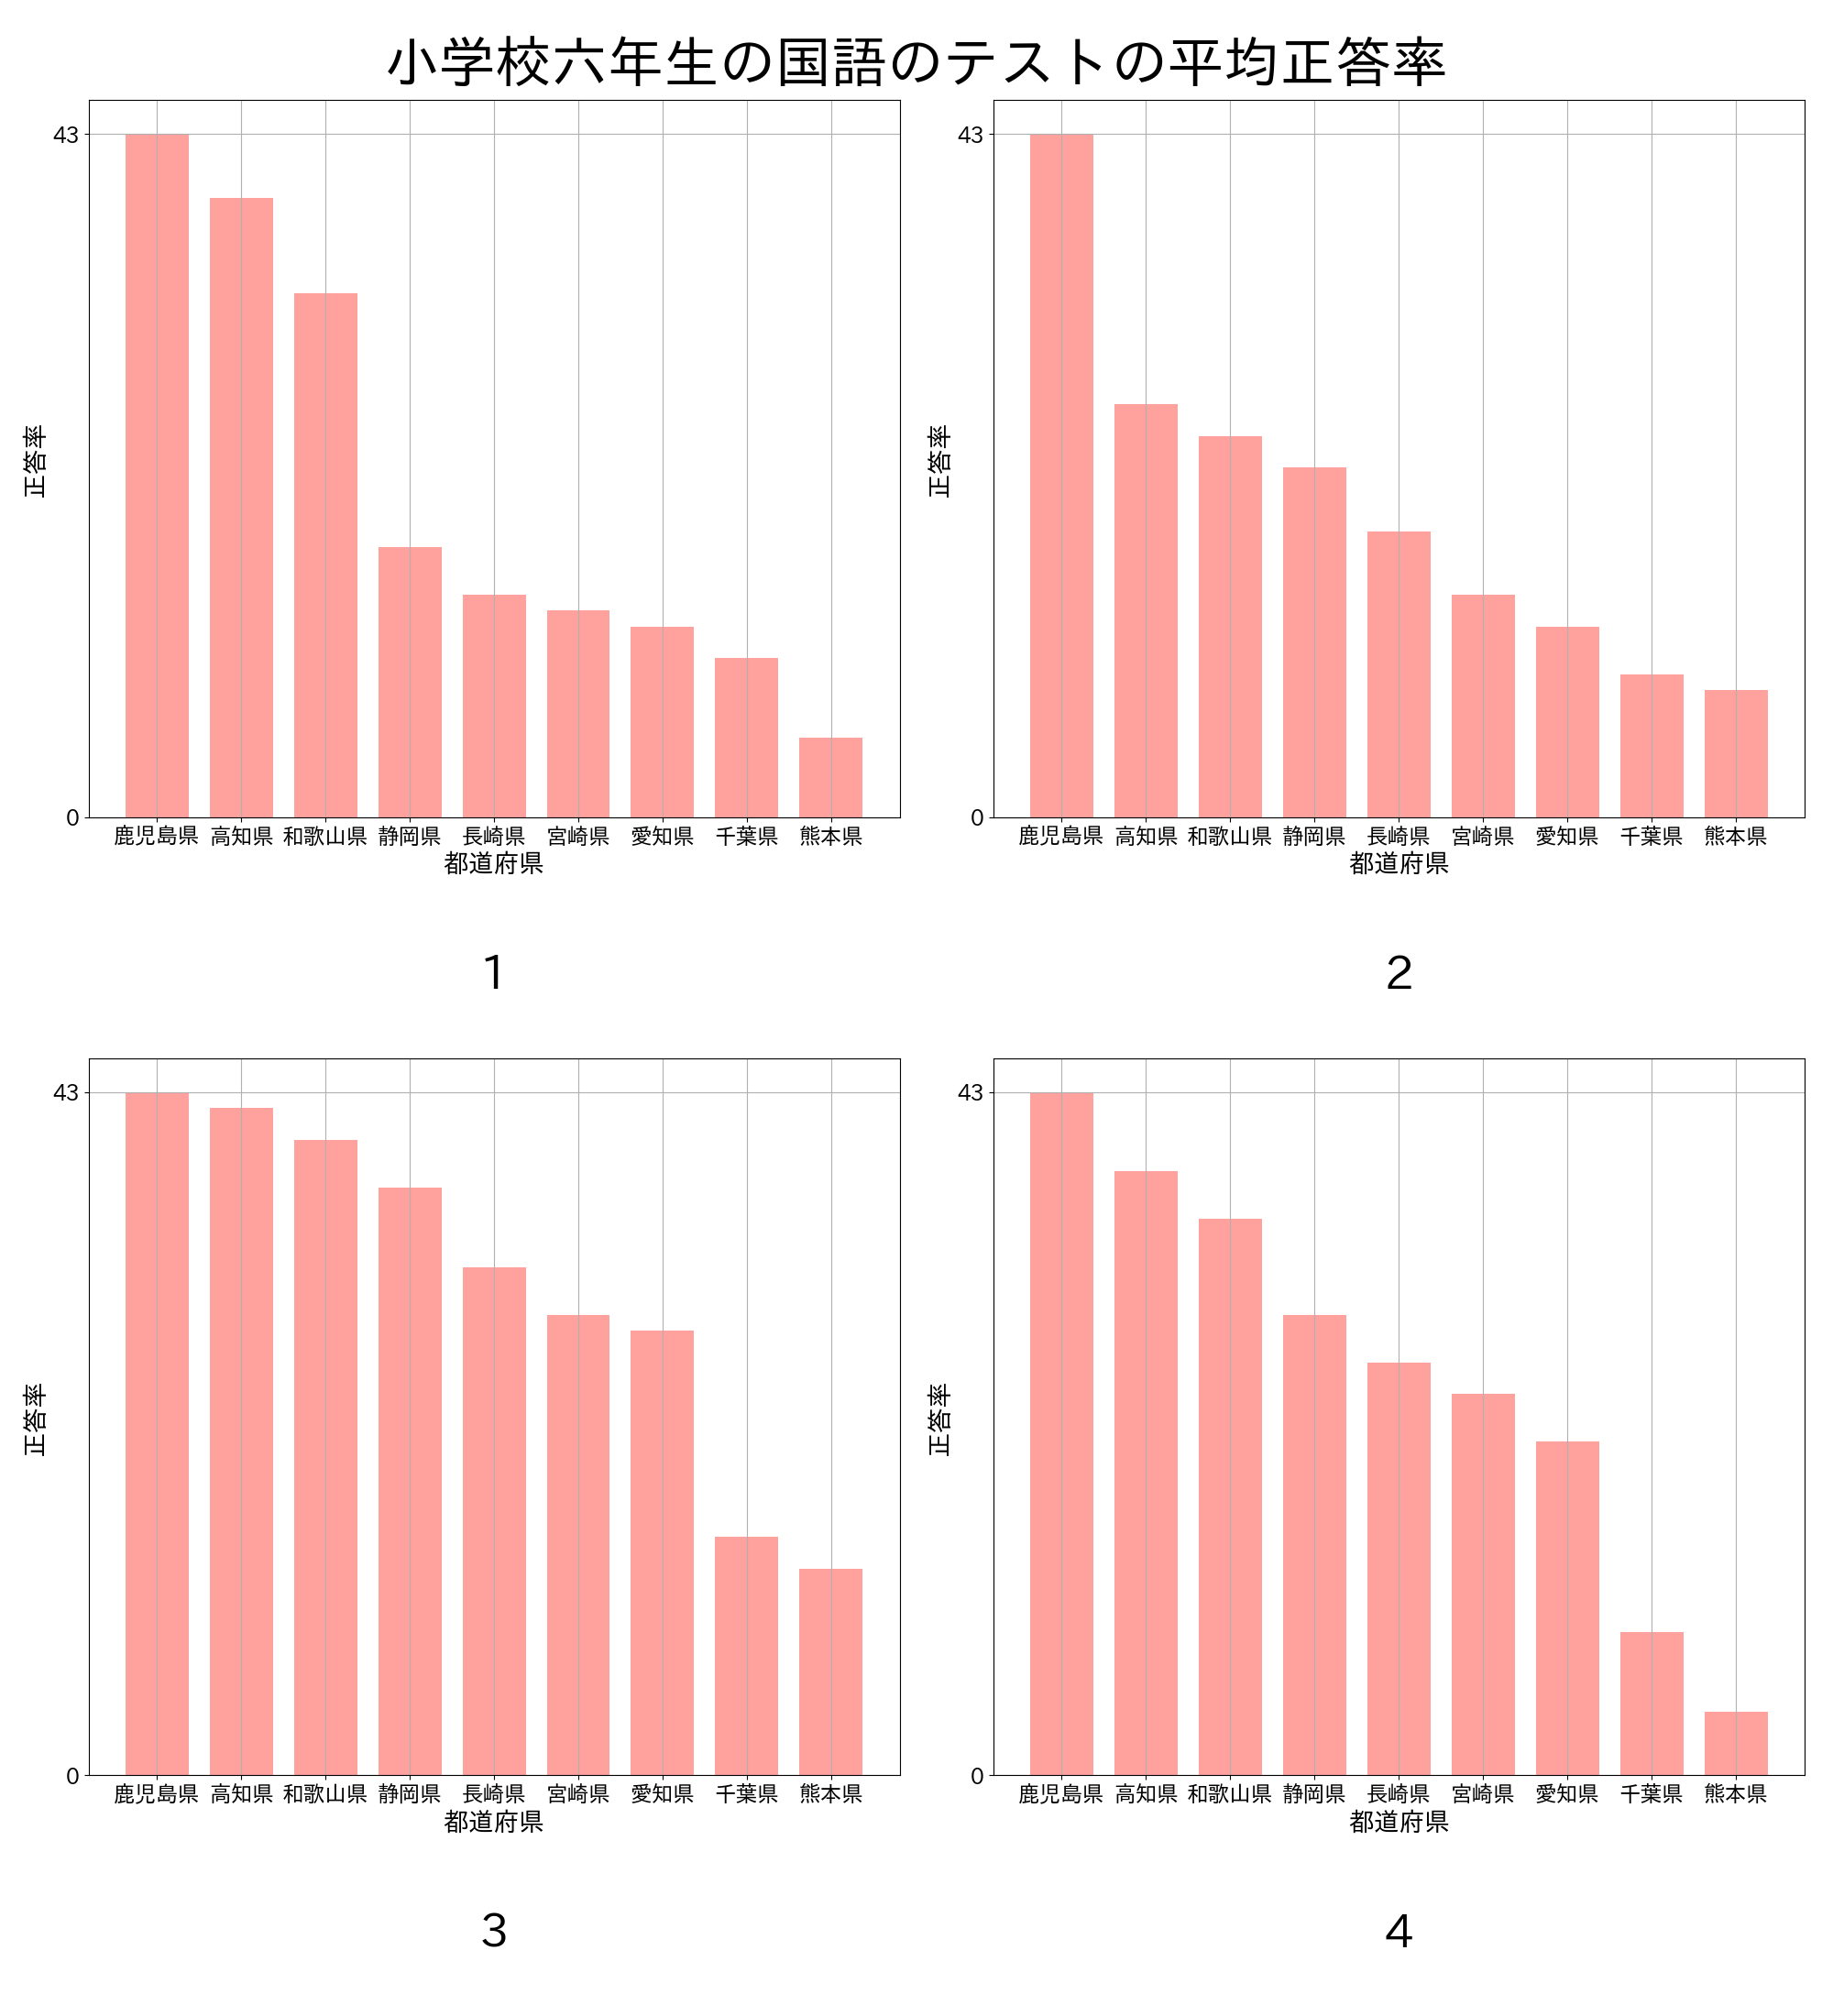 小学校六年生の国語のテストの平均正答率
43
0
正答率
鹿児島県 高知県 和歌山県 静岡県 長崎県 宮崎県 愛知県 千葉県 熊本県
都道府県
1
43
0
正答率
鹿児島県 高知県 和歌山県 静岡県 長崎県 宮崎県 愛知県 千葉県 熊本県
都道府県
2
43
0
正答率
鹿児島県 高知県 和歌山県 静岡県 長崎県 宮崎県 愛知県 千葉県 熊本県
都道府県
3
43
0
正答率
鹿児島県 高知県 和歌山県 静岡県 長崎県 宮崎県 愛知県 千葉県 熊本県
都道府県
4